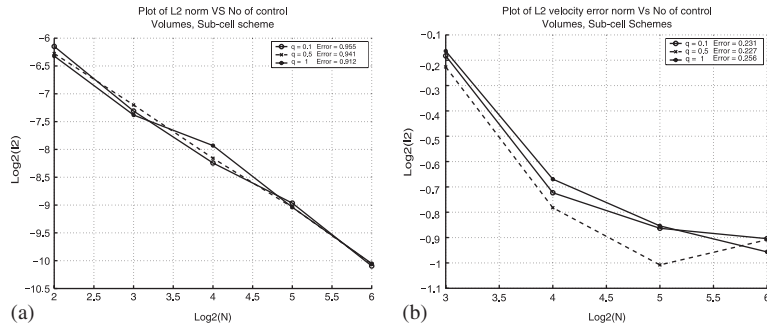 Plot of L2 norm VS No of control
Volumes, Sub-cell scheme
-6
-6.5
-7
-7.5
-8
-8.5
-9
-9.5
-10
-10.5
Log2(l2)
q = 0.1 Error = 0.955
q = 0.5 Error = 0.941
q = 1 Error = 0.912
2 2.5 3 3.5 4 4.5 5 5.5 6
Log2(N)
(a)
Plot of L2 velocity error norm Vs No of control
Volumes, Sub-cell Schemes
-0.1
-0.2
-0.3
-0.4
-0.5
-0.6
-0.7
-0.8
-0.9
-1
-1.1
Log2(l2)
q = 0.1 Error = 0.231
q = 0.5 Error = 0.227
q = 1 Error = 0.256
3 3.5 4 4.5 5 5.5 6
Log2(N)
(b)